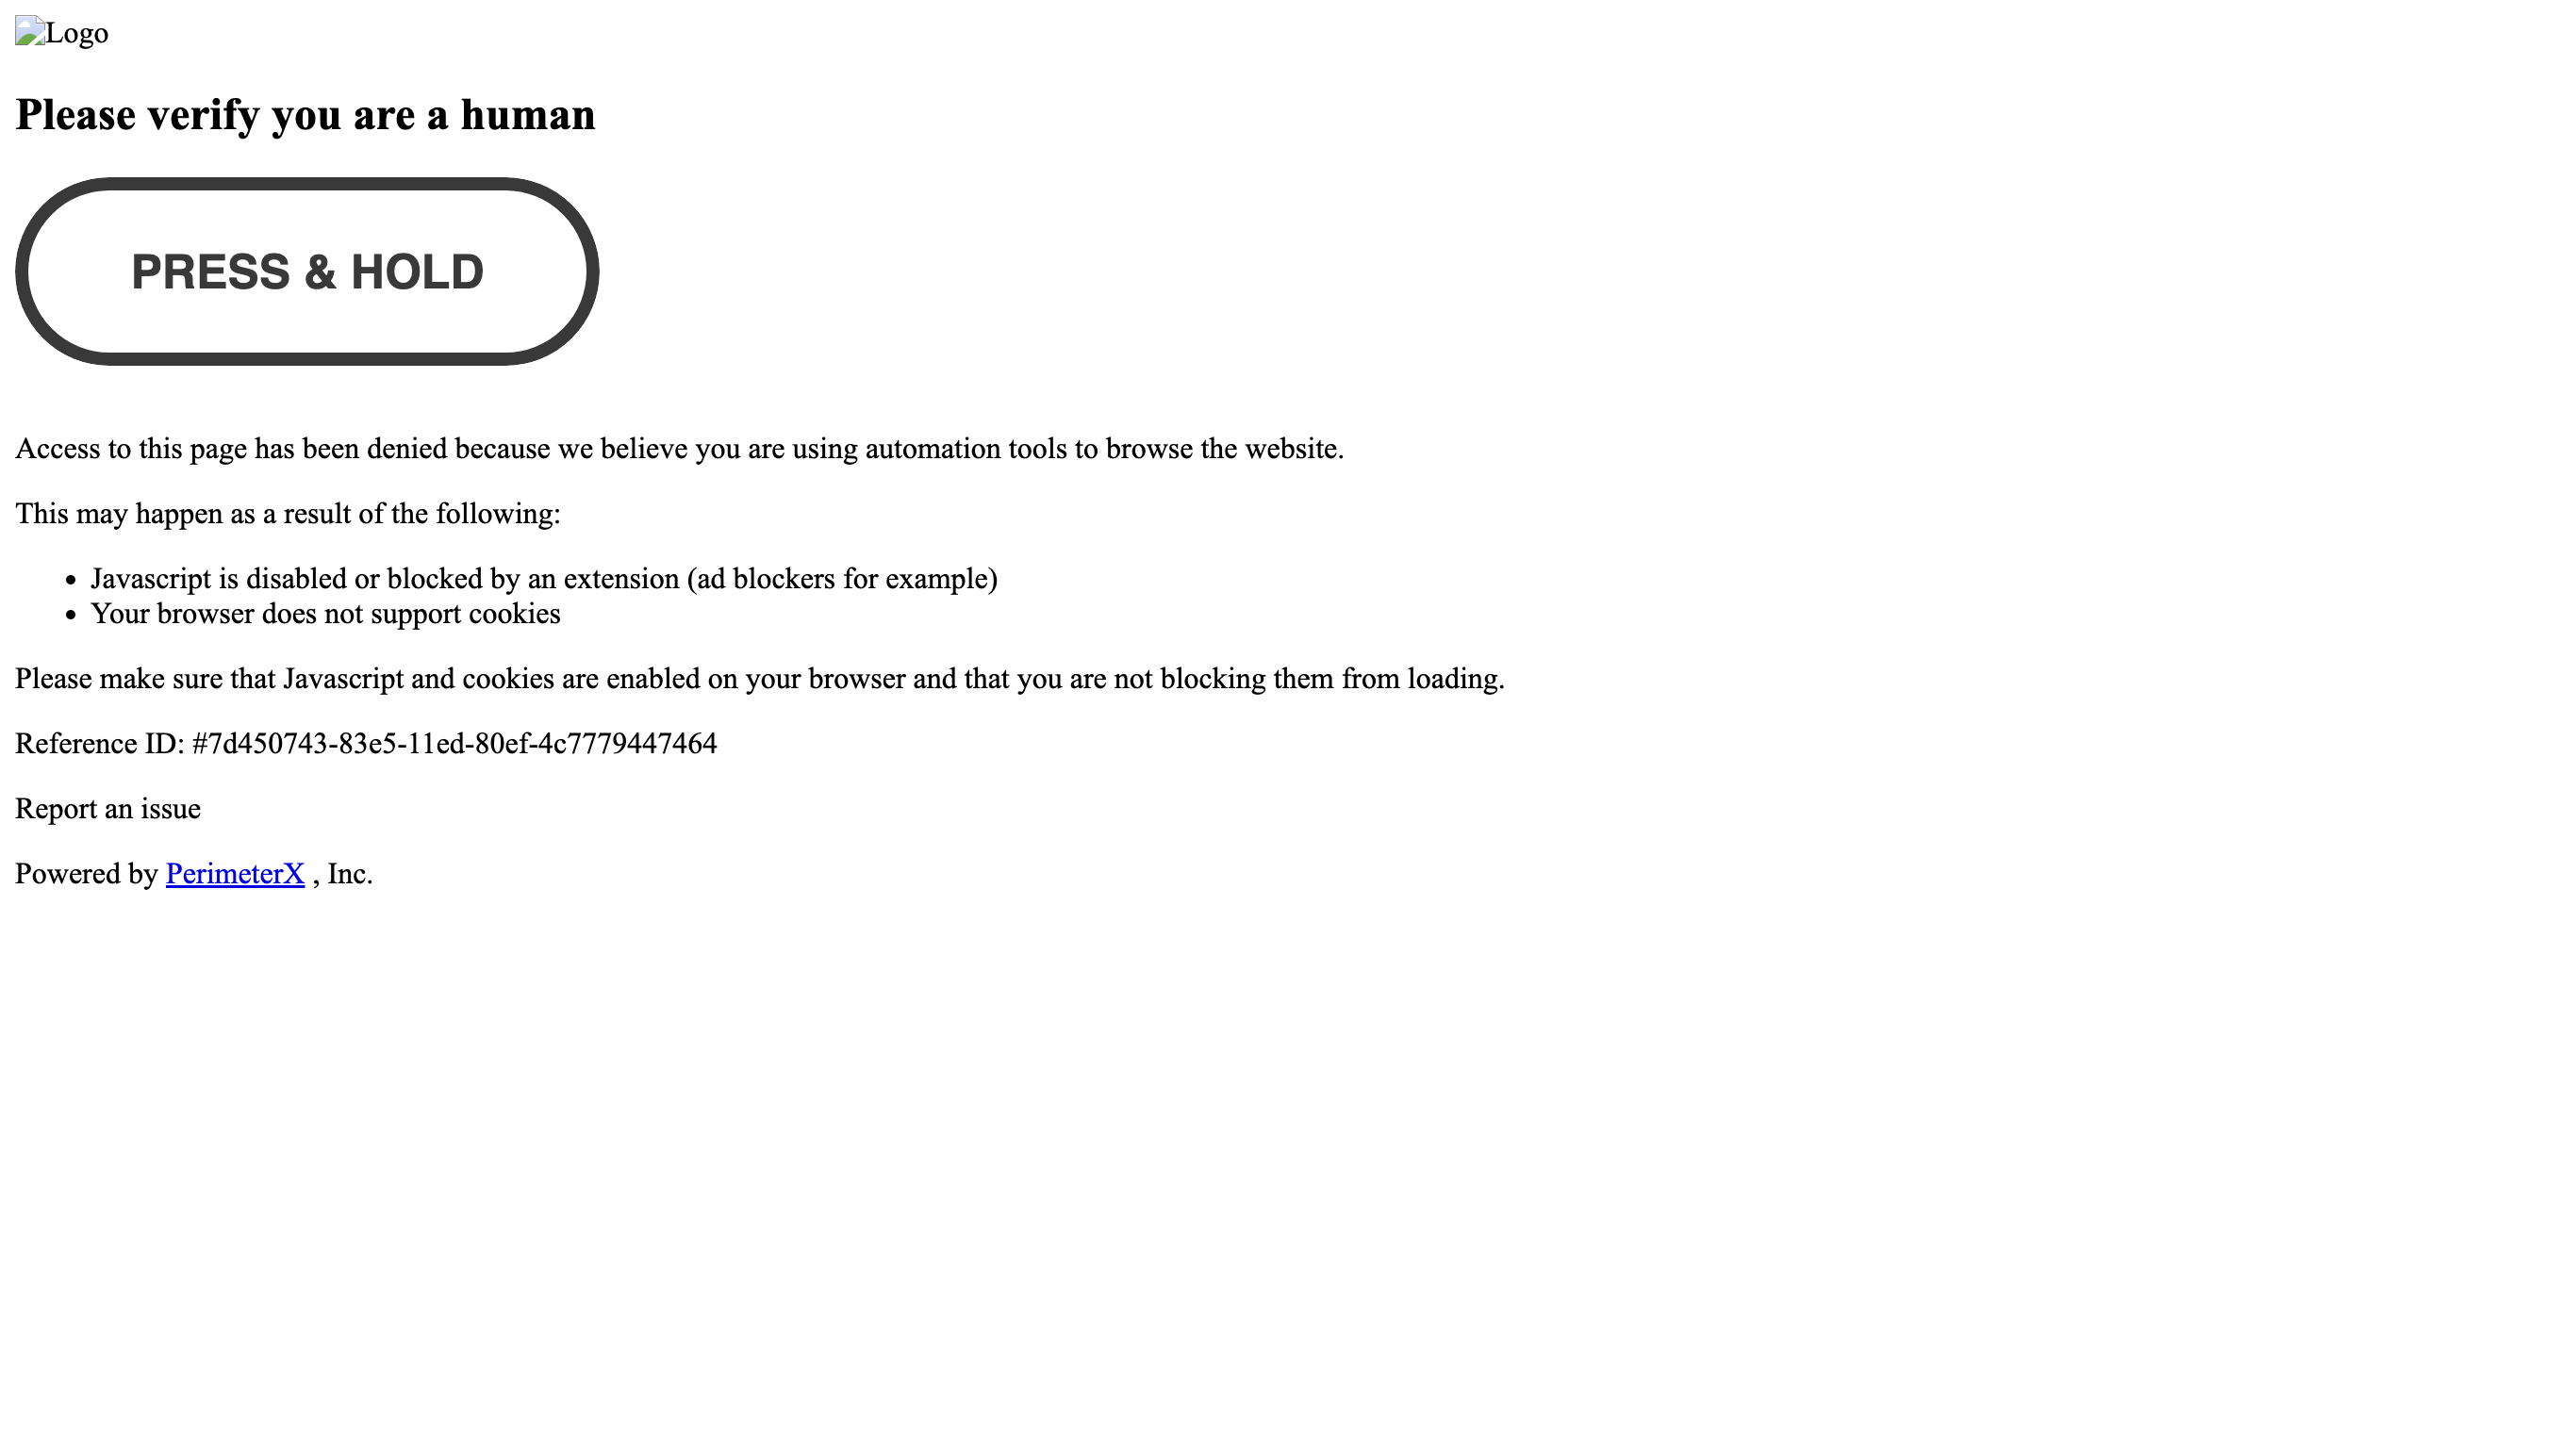 Logo
Please verify you are a human
PRESS & HOLD
Access to this page has been denied because we believe you are using automation tools to browse the website.
This may happen as a result of the following:
• Javascript is disabled or blocked by an extension (ad blockers for example)
• Your browser does not support cookies
Please make sure that Javascript and cookies are enabled on your browser and that you are not blocking them from loading.
Reference ID: #7d450743-83e5-11ed-80ef-4c7779447464
Report an issue
Powered by PerimeterX , Inc.